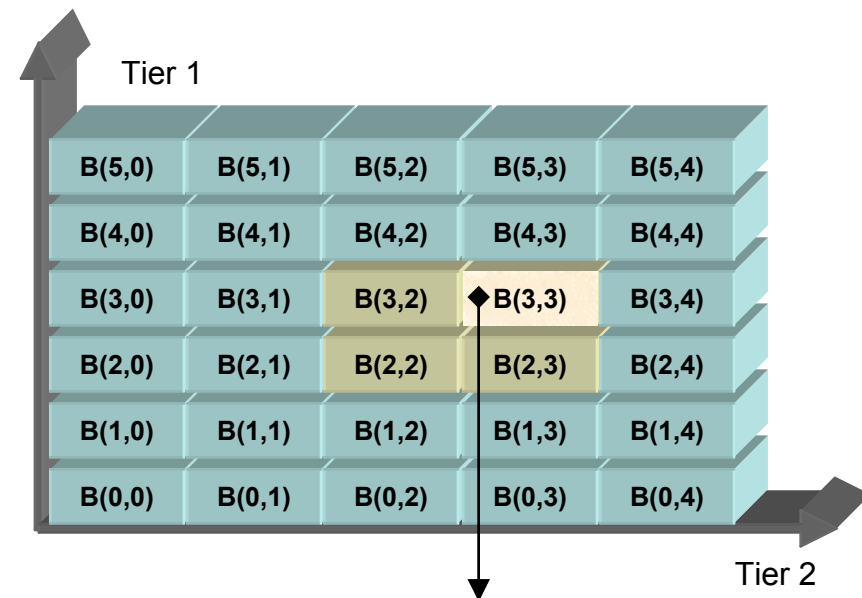 Tier 1
B(5,0) B(5,1) B(5,2) B(5,3) B(5,4)
B(4,0) B(4,1) B(4,2) B(4,3) B(4,4)
B(3,0) B(3,1) B(3,2) B(3,3) B(3,4)
B(2,0) B(2,1) B(2,2) B(2,3) B(2,4)
B(1,0) B(1,1) B(1,2) B(1,3) B(1,4)
B(0,0) B(0,1) B(0,2) B(0,3) B(0,4)
Tier 2